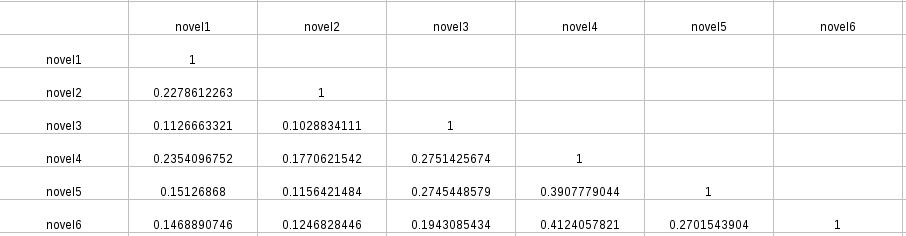 novel1 novel2 novel3 novel4 novel5 novel6
novel1 1
novel2 0.2278612263 1
novel3 0.1126663321 0.1028834111 1
novel4 0.2354096752 0.1770621542 0.2751425674 1
novel5 0.15126868 0.1156421484 0.2745448579 0.3907779044 1
novel6 0.1468890746 0.1246828446 0.1943085434 0.4124057821 0.2701543904 1